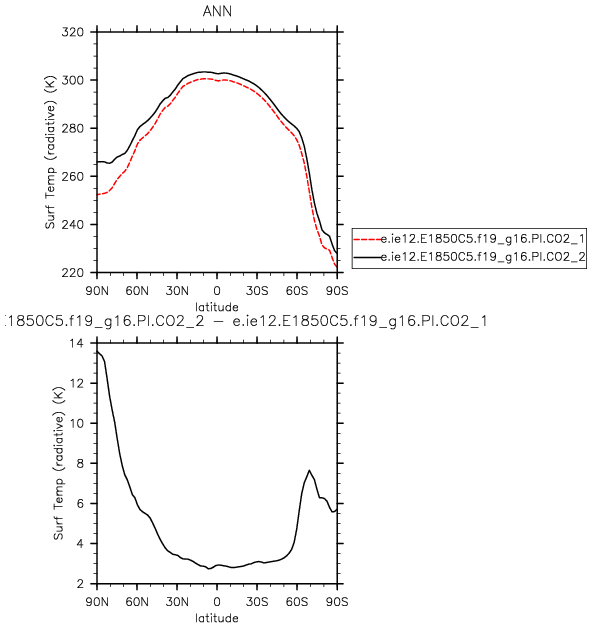 ANN
320
300
280
260
240
220
Surf Temp (radiative) (K)
90N 60N 30N 0 30S 60S 90S
latitude
e.ie12.E1850C5.f19_g16.PI.CO2_1
e.ie12.E1850C5.f19_g16.PI.CO2_2
:1850C5.f19_g16.PI.CO2_2 — e.ie12.E1850C5.f19_g16.PI.CO2_1
14
12
10
8
6
4
2
Surf Temp (radiative) (K)
90N 60N 30N 0 30S 60S 90S
latitude